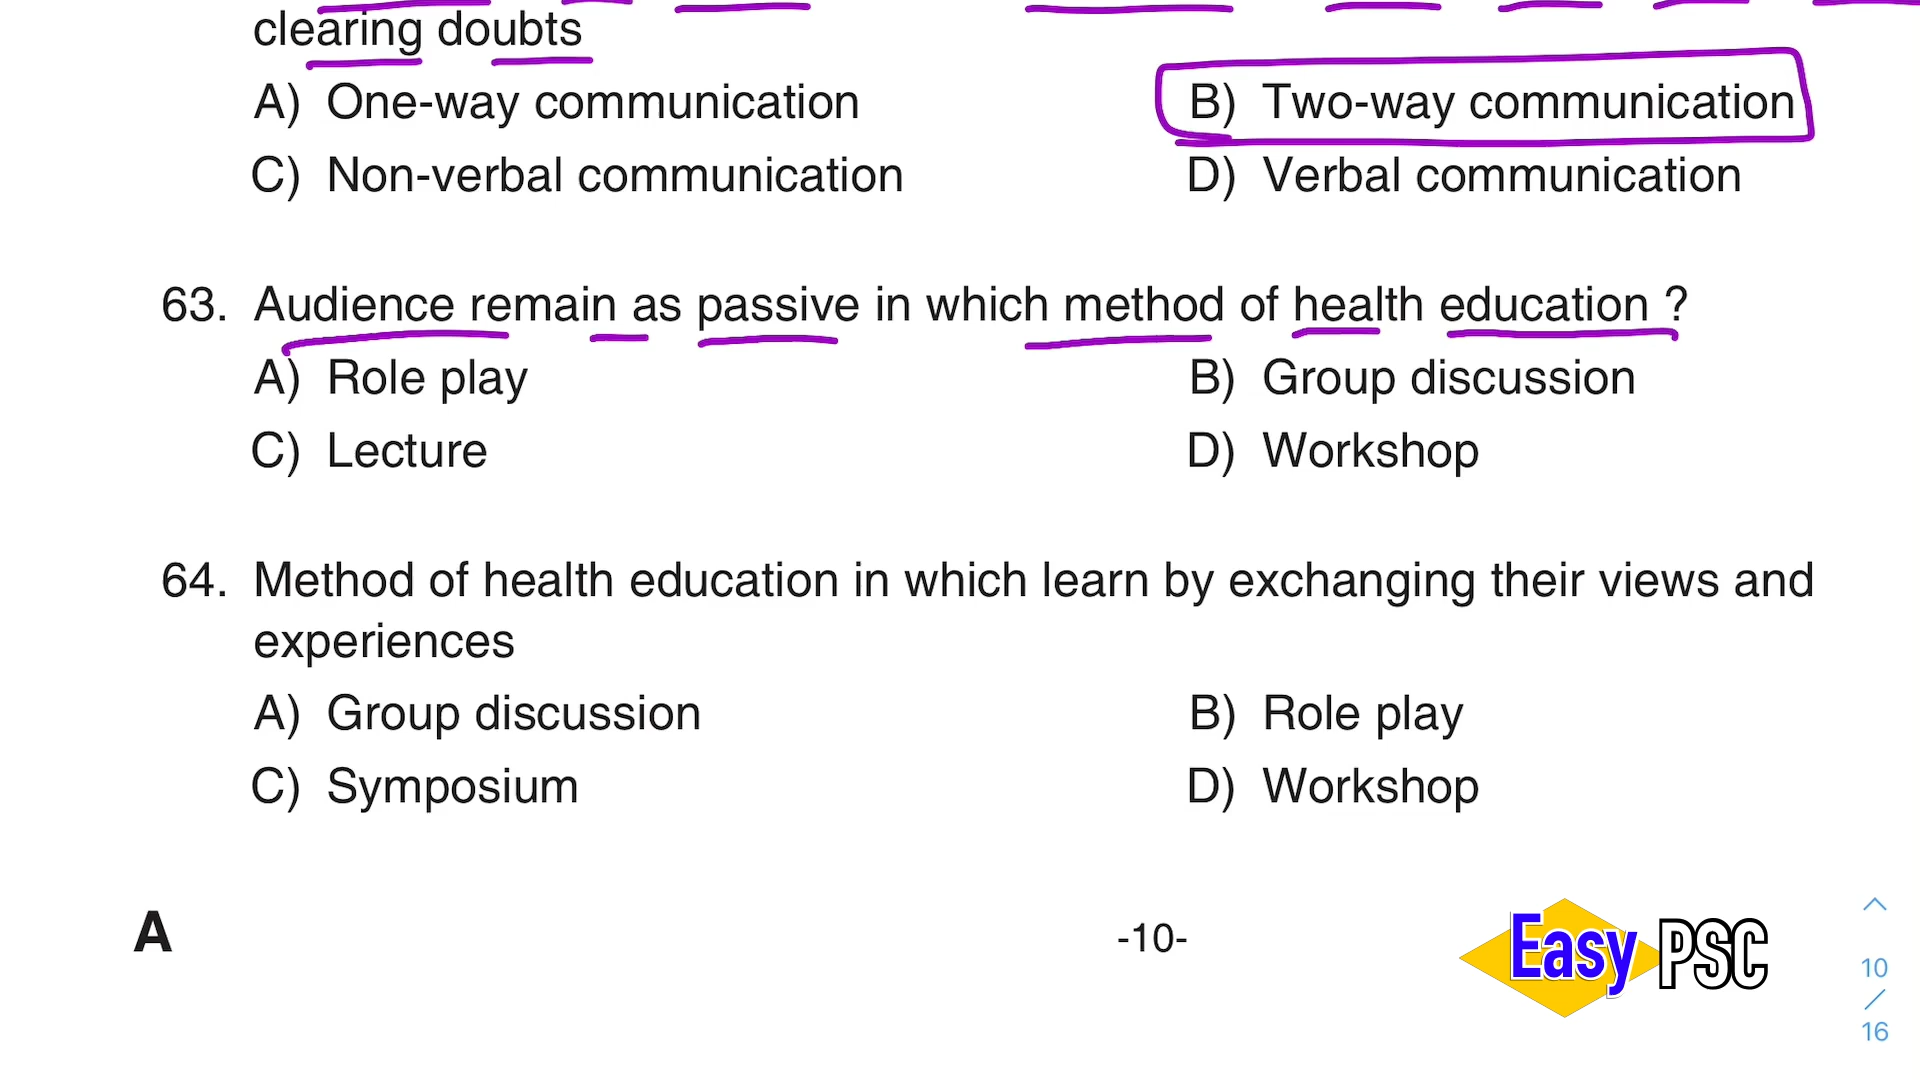 clearing doubts
A) One-way communication B) Two-way communication
C) Non-verbal communication D) Verbal communication
63. Audience remain as passive in which method of health education ?
A) Role play B) Group discussion
C) Lecture D) Workshop
64. Method of health education in which learn by exchanging their views and
experiences
A) Group discussion B) Role play
C) Symposium D) Workshop
A -10- Easy PSC
10
/
16